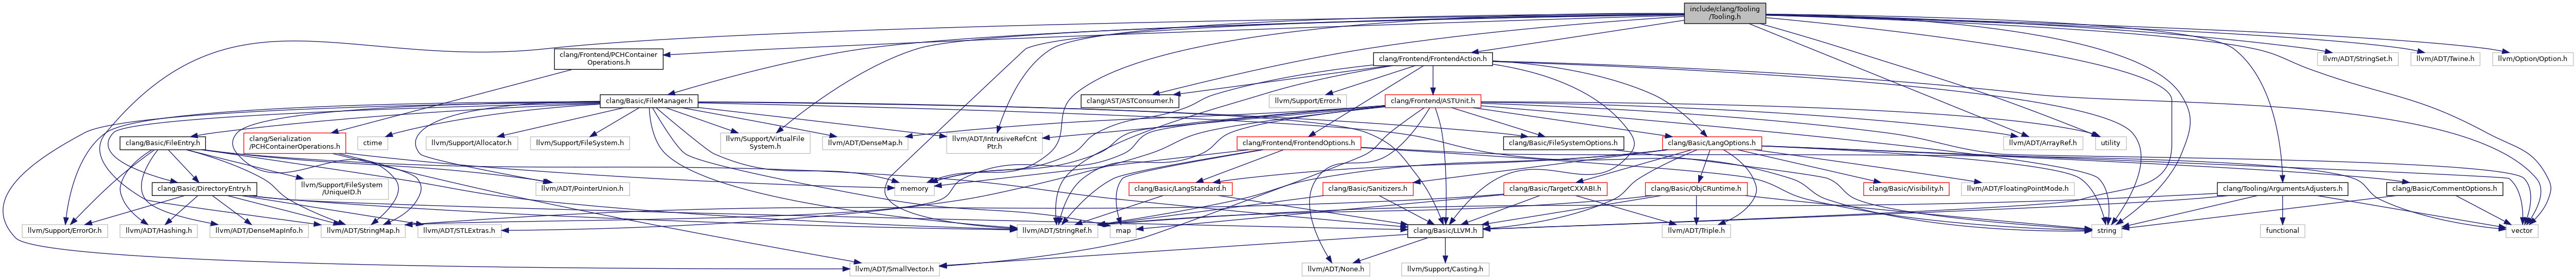 include/clang/Tooling
/Tooling.h
clang/Frontend/PCHContainer
Operations.h
clang/Frontend/FrontendAction.h
llvm/ADT/StringSet.h
llvm/ADT/Twine.h
llvm/Option/Option.h
clang/Basic/FileManager.h
clang/AST/ASTConsumer.h
llvm/Support/Error.h
clang/Frontend/ASTUnit.h
clang/Basic/FileEntry.h
clang/Serialization
/PCHContainerOperations.h
ctime
llvm/Support/Allocator.h
llvm/Support/FileSystem.h
llvm/Support/VirtualFile
System.h
llvm/ADT/DenseMap.h
llvm/ADT/IntrusiveRefCnt
Ptr.h
clang/Frontend/FrontendOptions.h
clang/Basic/FileSystemOptions.h
clang/Basic/LangOptions.h
llvm/ADT/ArrayRef.h
utility
clang/Basic/DirectoryEntry.h
llvm/Support/FileSystem
/UniqueID.h
llvm/ADT/PointerUnion.h
memory
clang/Basic/LangStandard.h
clang/Basic/Sanitizers.h
clang/Basic/TargetCXXABI.h
clang/Basic/ObjCRuntime.h
clang/Basic/Visibility.h
llvm/ADT/FloatingPointMode.h
clang/Tooling/ArgumentsAdjusters.h
clang/Basic/CommentOptions.h
llvm/Support/ErrorOr.h
llvm/ADT/Hashing.h
llvm/ADT/DenseMapInfo.h
llvm/ADT/StringMap.h
llvm/ADT/STLExtras.h
llvm/ADT/StringRef.h
map
clang/Basic/LLVM.h
llvm/ADT/Triple.h
string
functional
vector
llvm/ADT/SmallVector.h
llvm/ADT/None.h
llvm/Support/Casting.h